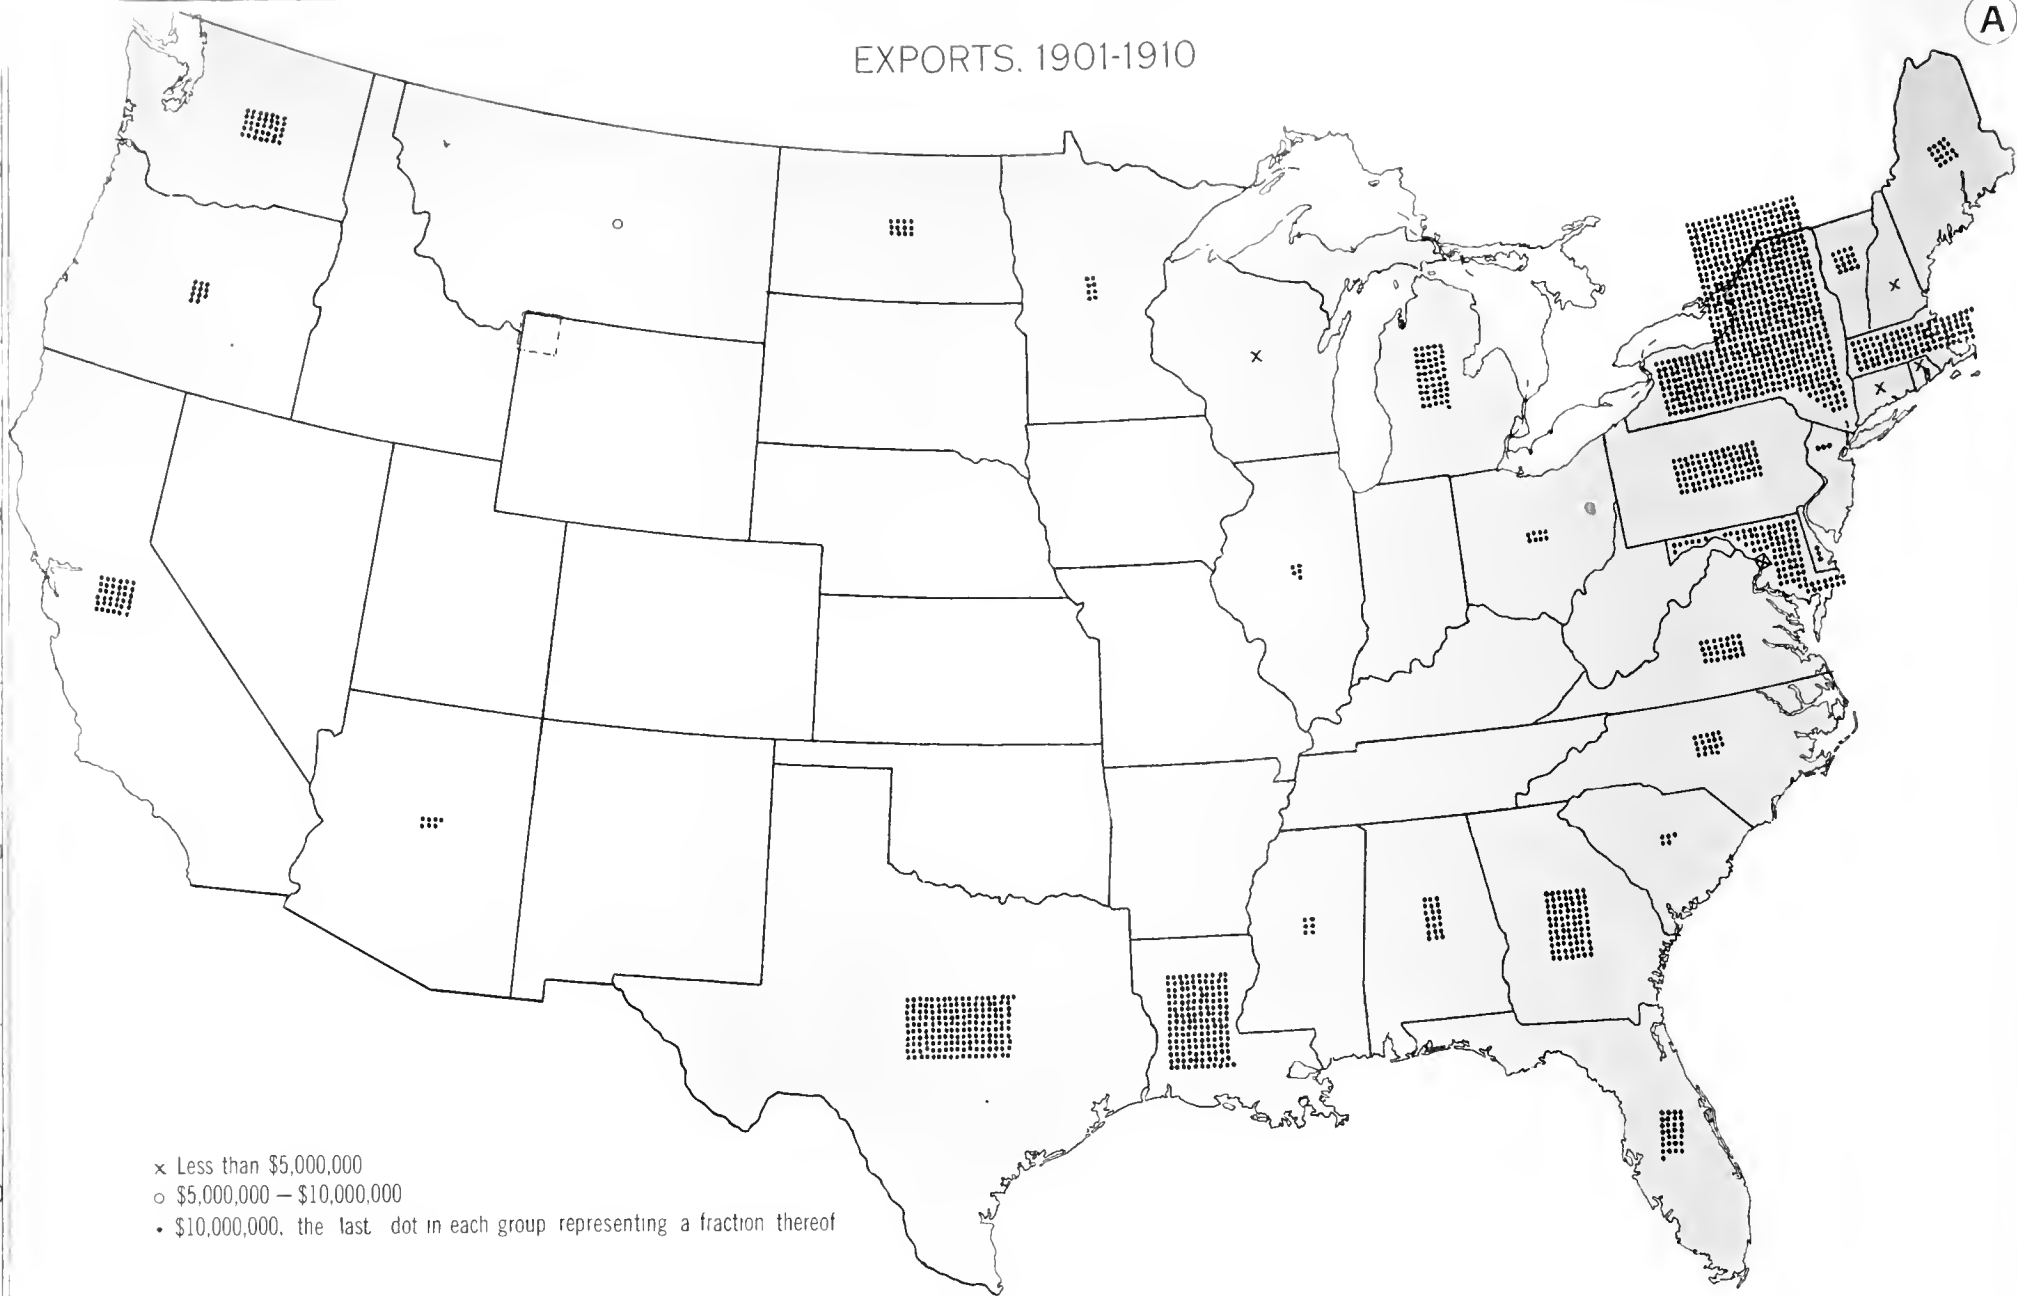 A
EXPORTS. 1901-1910
x Less than $5,000,000
o $5,000,000 — $10,000,000
• $10,000,000, the last dot in each group representing a fraction thereof